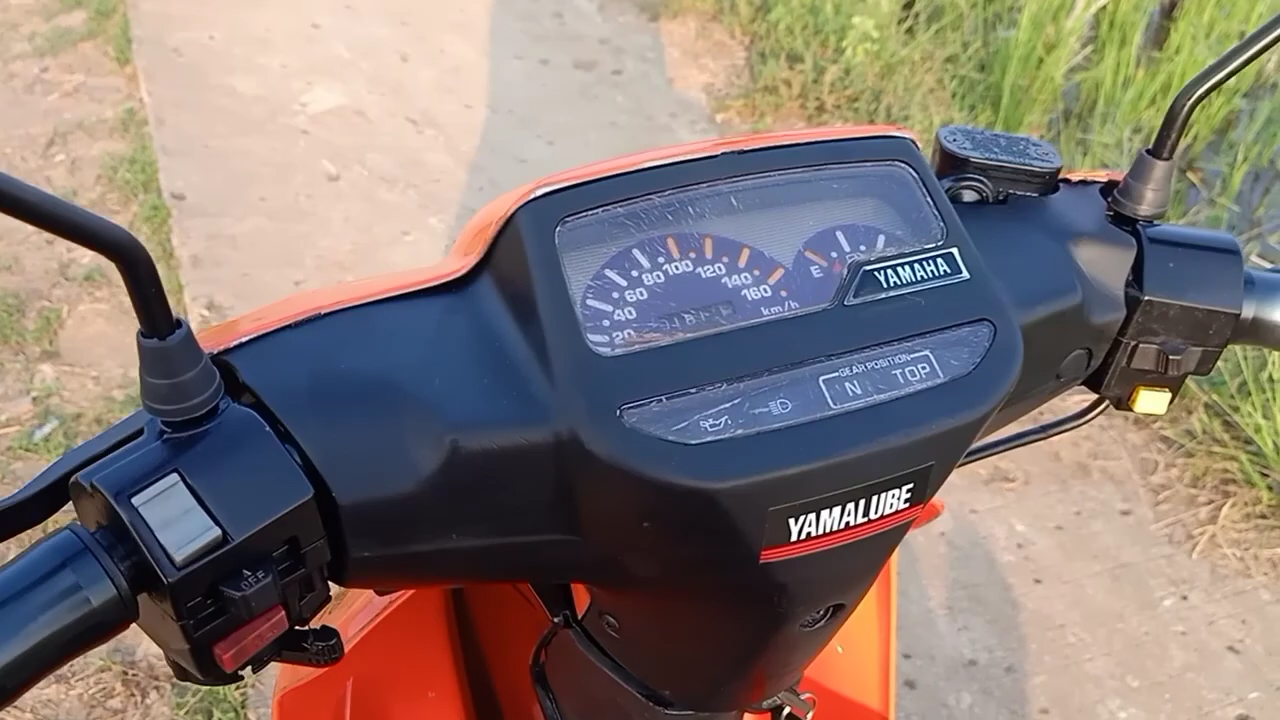 20
40
60
80
100
120
140
160
km/h
E
YAMAHA
GEAR POSITION
N TOP
YAMALUBE
OFF